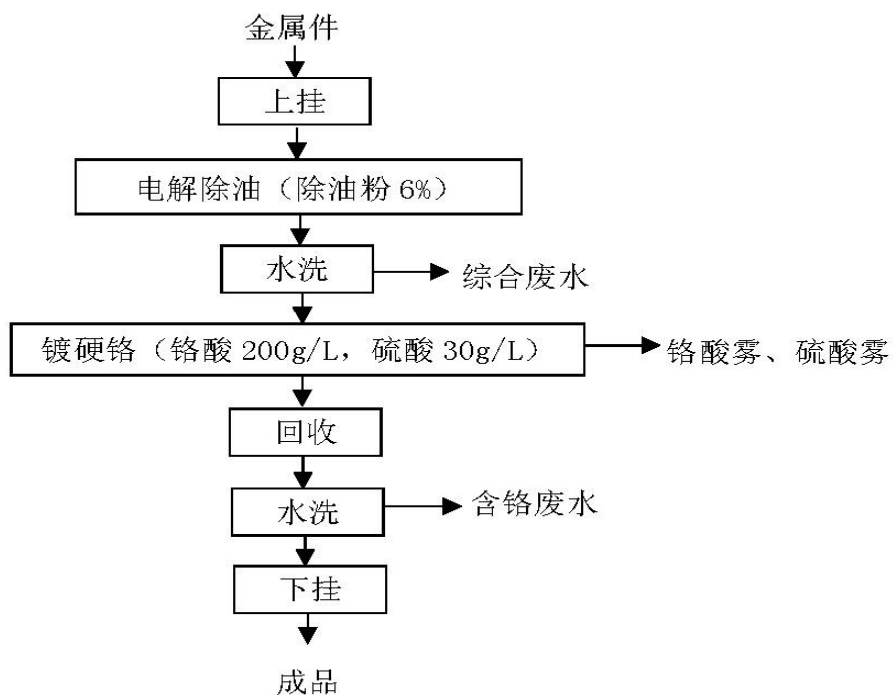 金属件
上挂
电解除油（除油粉 6%）
水洗
综合废水
镀硬铬（铬酸 200g/L，硫酸 30g/L）
铬酸雾、硫酸雾
回收
水洗
含铬废水
下挂
成品